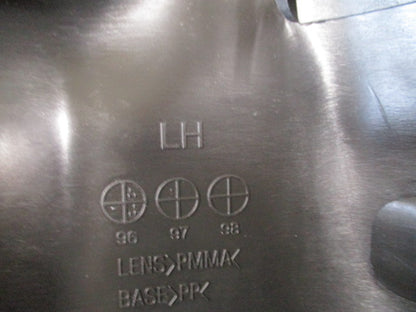 LH
96 97 98
LENS>PMMA<
BASE>PP<